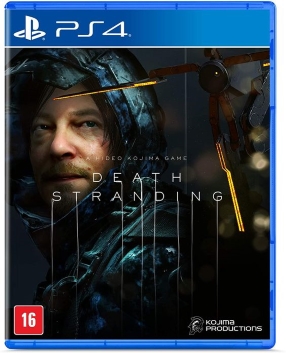 PS4
A HIDEO KOJIMA GAME
DEATH
STRANDING
16
KOJIMA
PRODUCTIONS